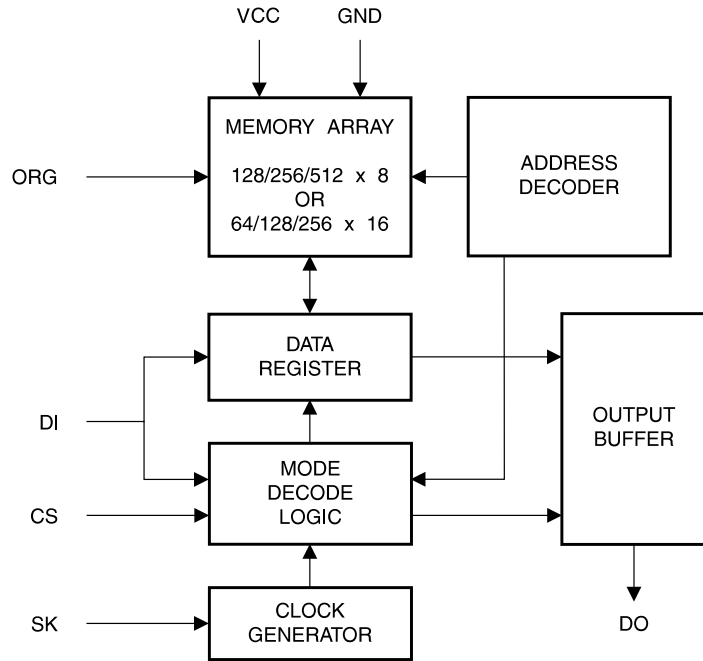 VCC GND
MEMORY ARRAY
128/256/512 x 8
OR
64/128/256 x 16
ORG
ADDRESS
DECODER
DATA
REGISTER
DI
OUTPUT
BUFFER
MODE
DECODE
LOGIC
CS
CLOCK
GENERATOR
SK
DO